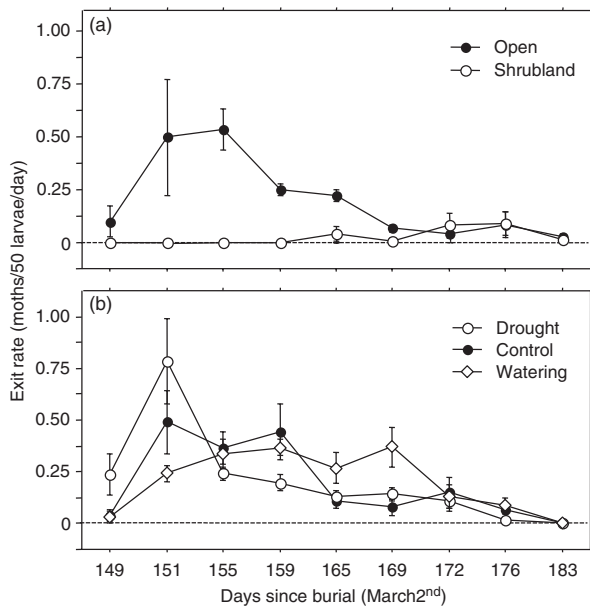 (a)
Open
Shrubland
1.00
0.75
0.50
0.25
0
Exit rate (moths/50 larvae/day)
(b)
Drought
Control
Watering
1.00
0.75
0.50
0.25
0
149 151 155 159 165 169 172 176 183
Days since burial (March2nd)